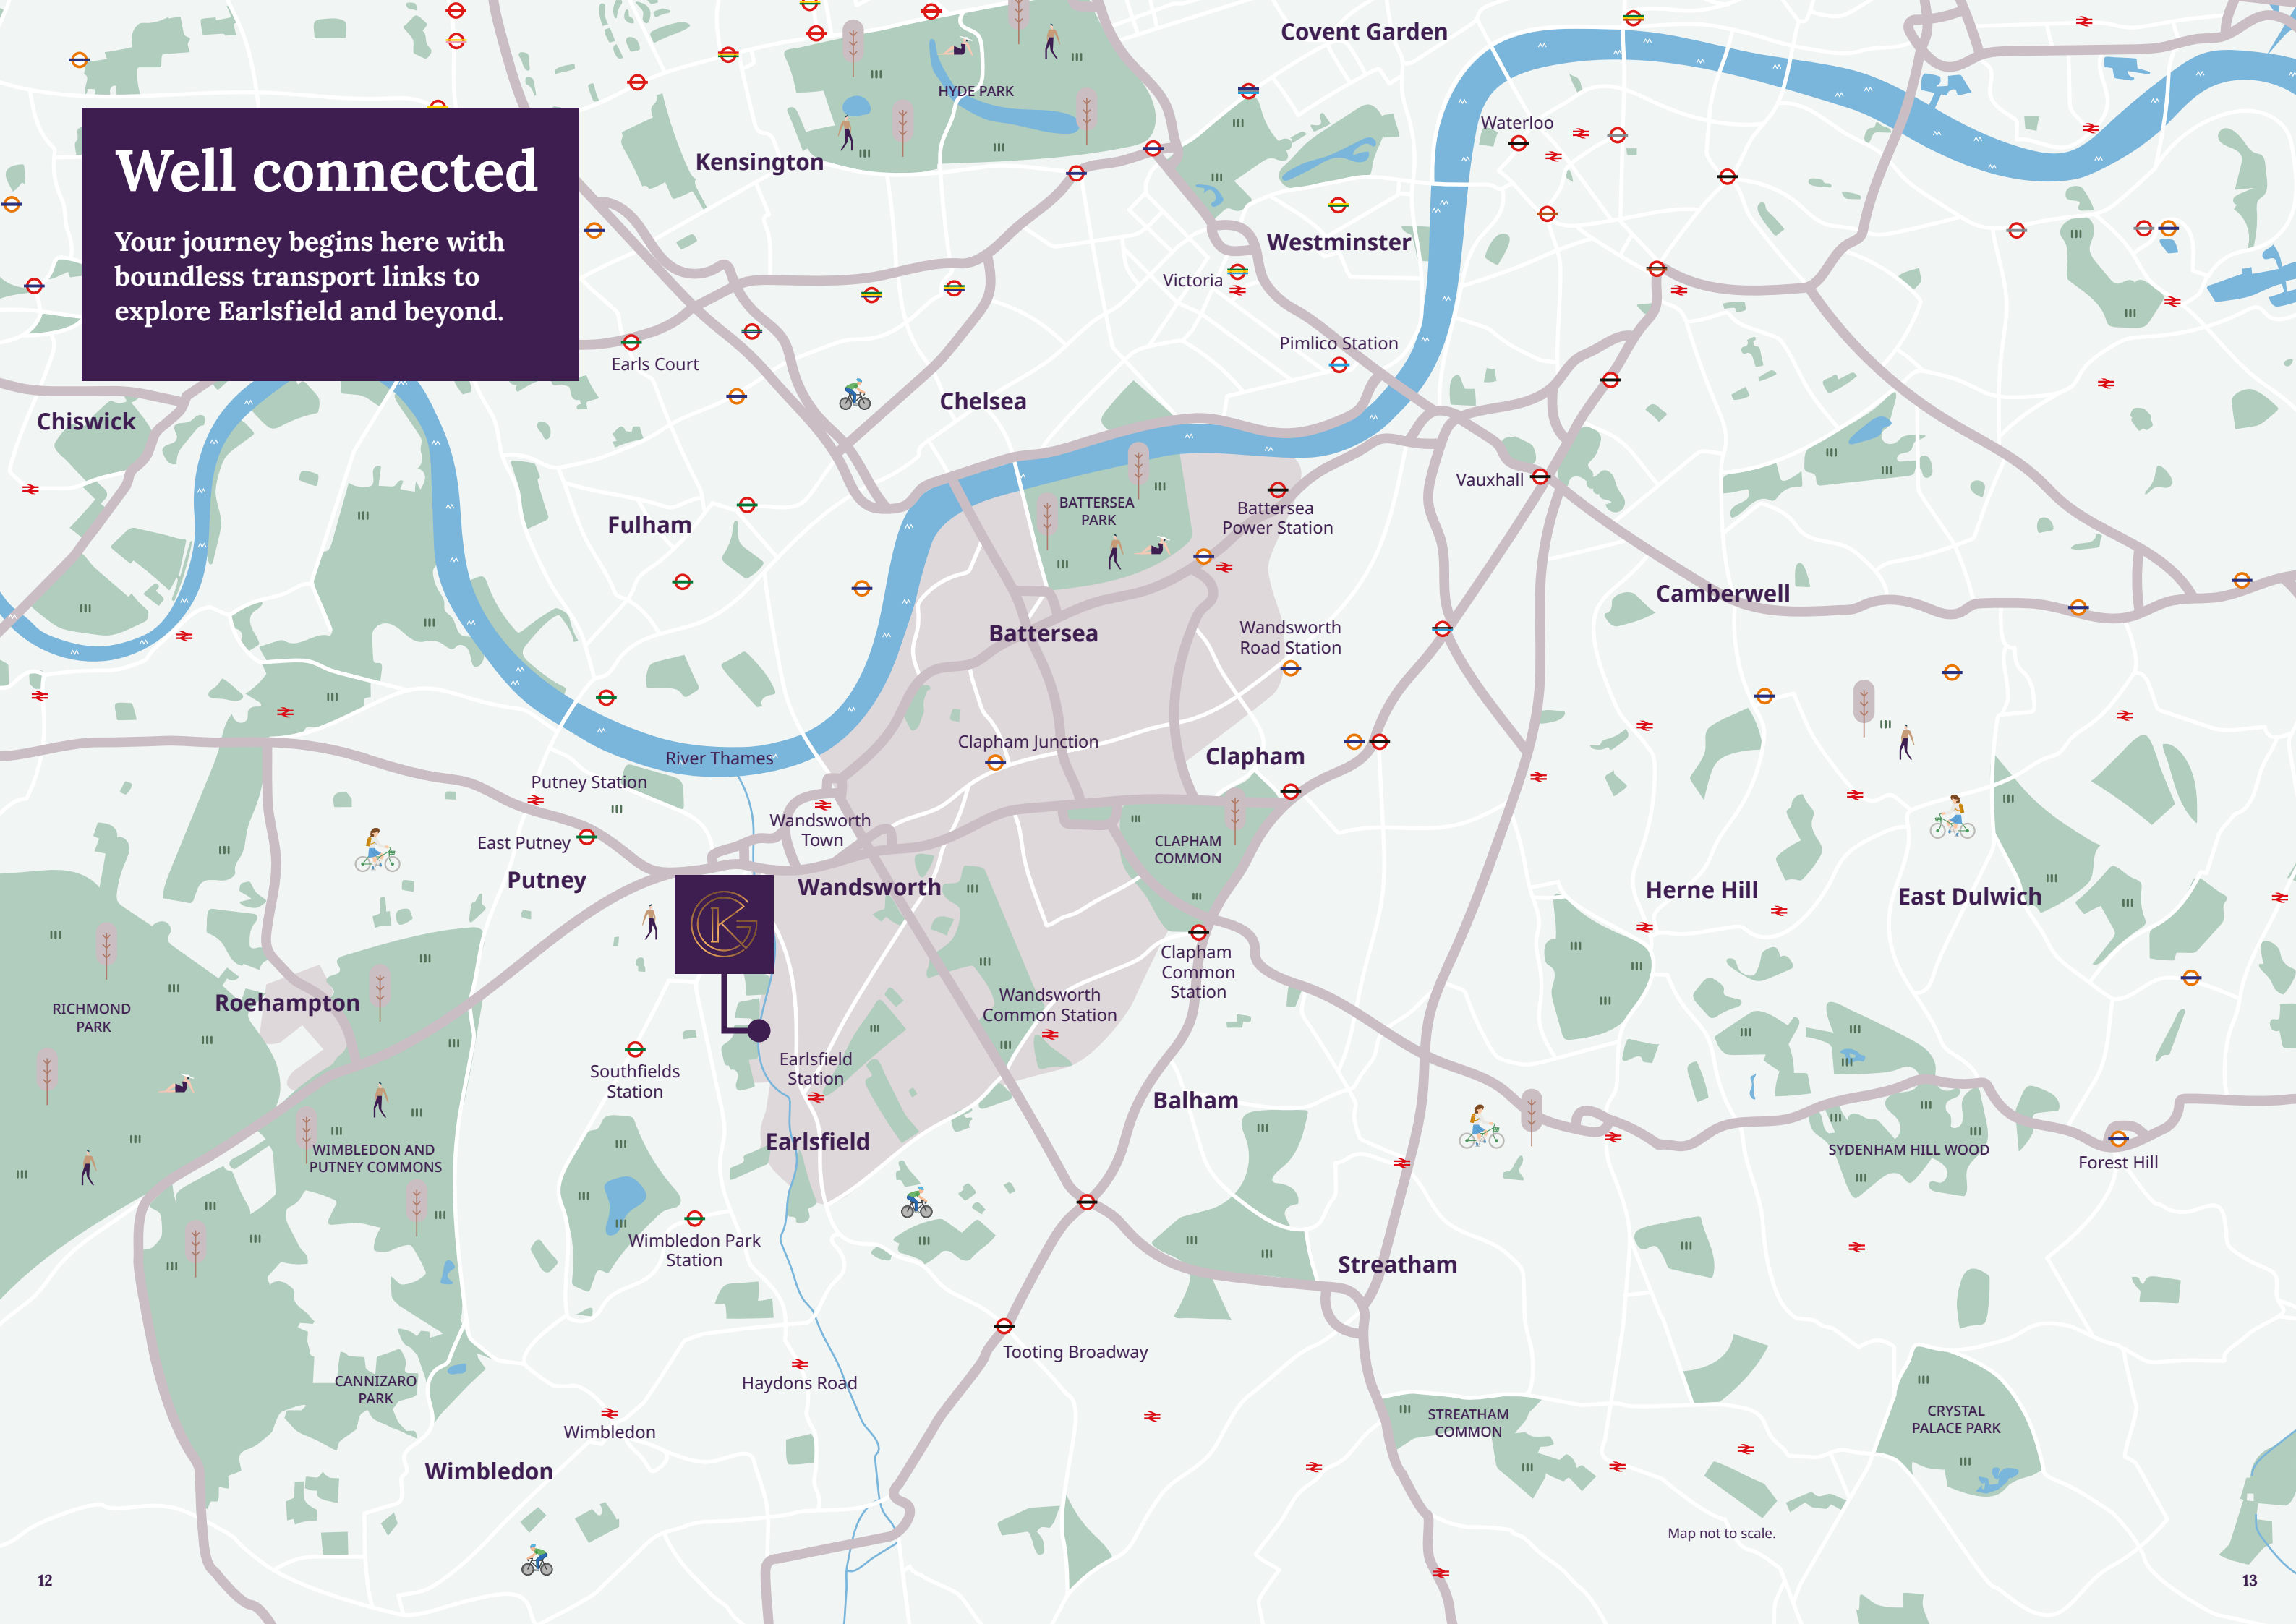 Covent Garden
HYDE PARK
Waterloo
Well connected
Your journey begins here with
boundless transport links to
explore Earlsfield and beyond.
Kensington
Westminster
Victoria
Pimlico Station
Earls Court
Chelsea
Chiswick
Vauxhall
BATTERSEA
PARK
Battersea
Power Station
Fulham
Camberwell
Battersea
Wandsworth
Road Station
Clapham Junction
Clapham
River Thames
Putney Station
Wandsworth
Town
East Putney
CLAPHAM
COMMON
Putney
Wandsworth
Herne Hill
East Dulwich
Clapham
Common
Station
Roehampton
RICHMOND
PARK
Wandsworth
Common Station
Earlsfield
Station
Southfields
Station
Balham
Earlsfield
WIMBLEDON AND
PUTNEY COMMONS
SYDENHAM HILL WOOD
Forest Hill
Wimbledon Park
Station
Streatham
Tooting Broadway
Haydons Road
CANNIZARO
PARK
Wimbledon
STREATHAM
COMMON
CRYSTAL
PALACE PARK
Wimbledon
Map not to scale.
12
13